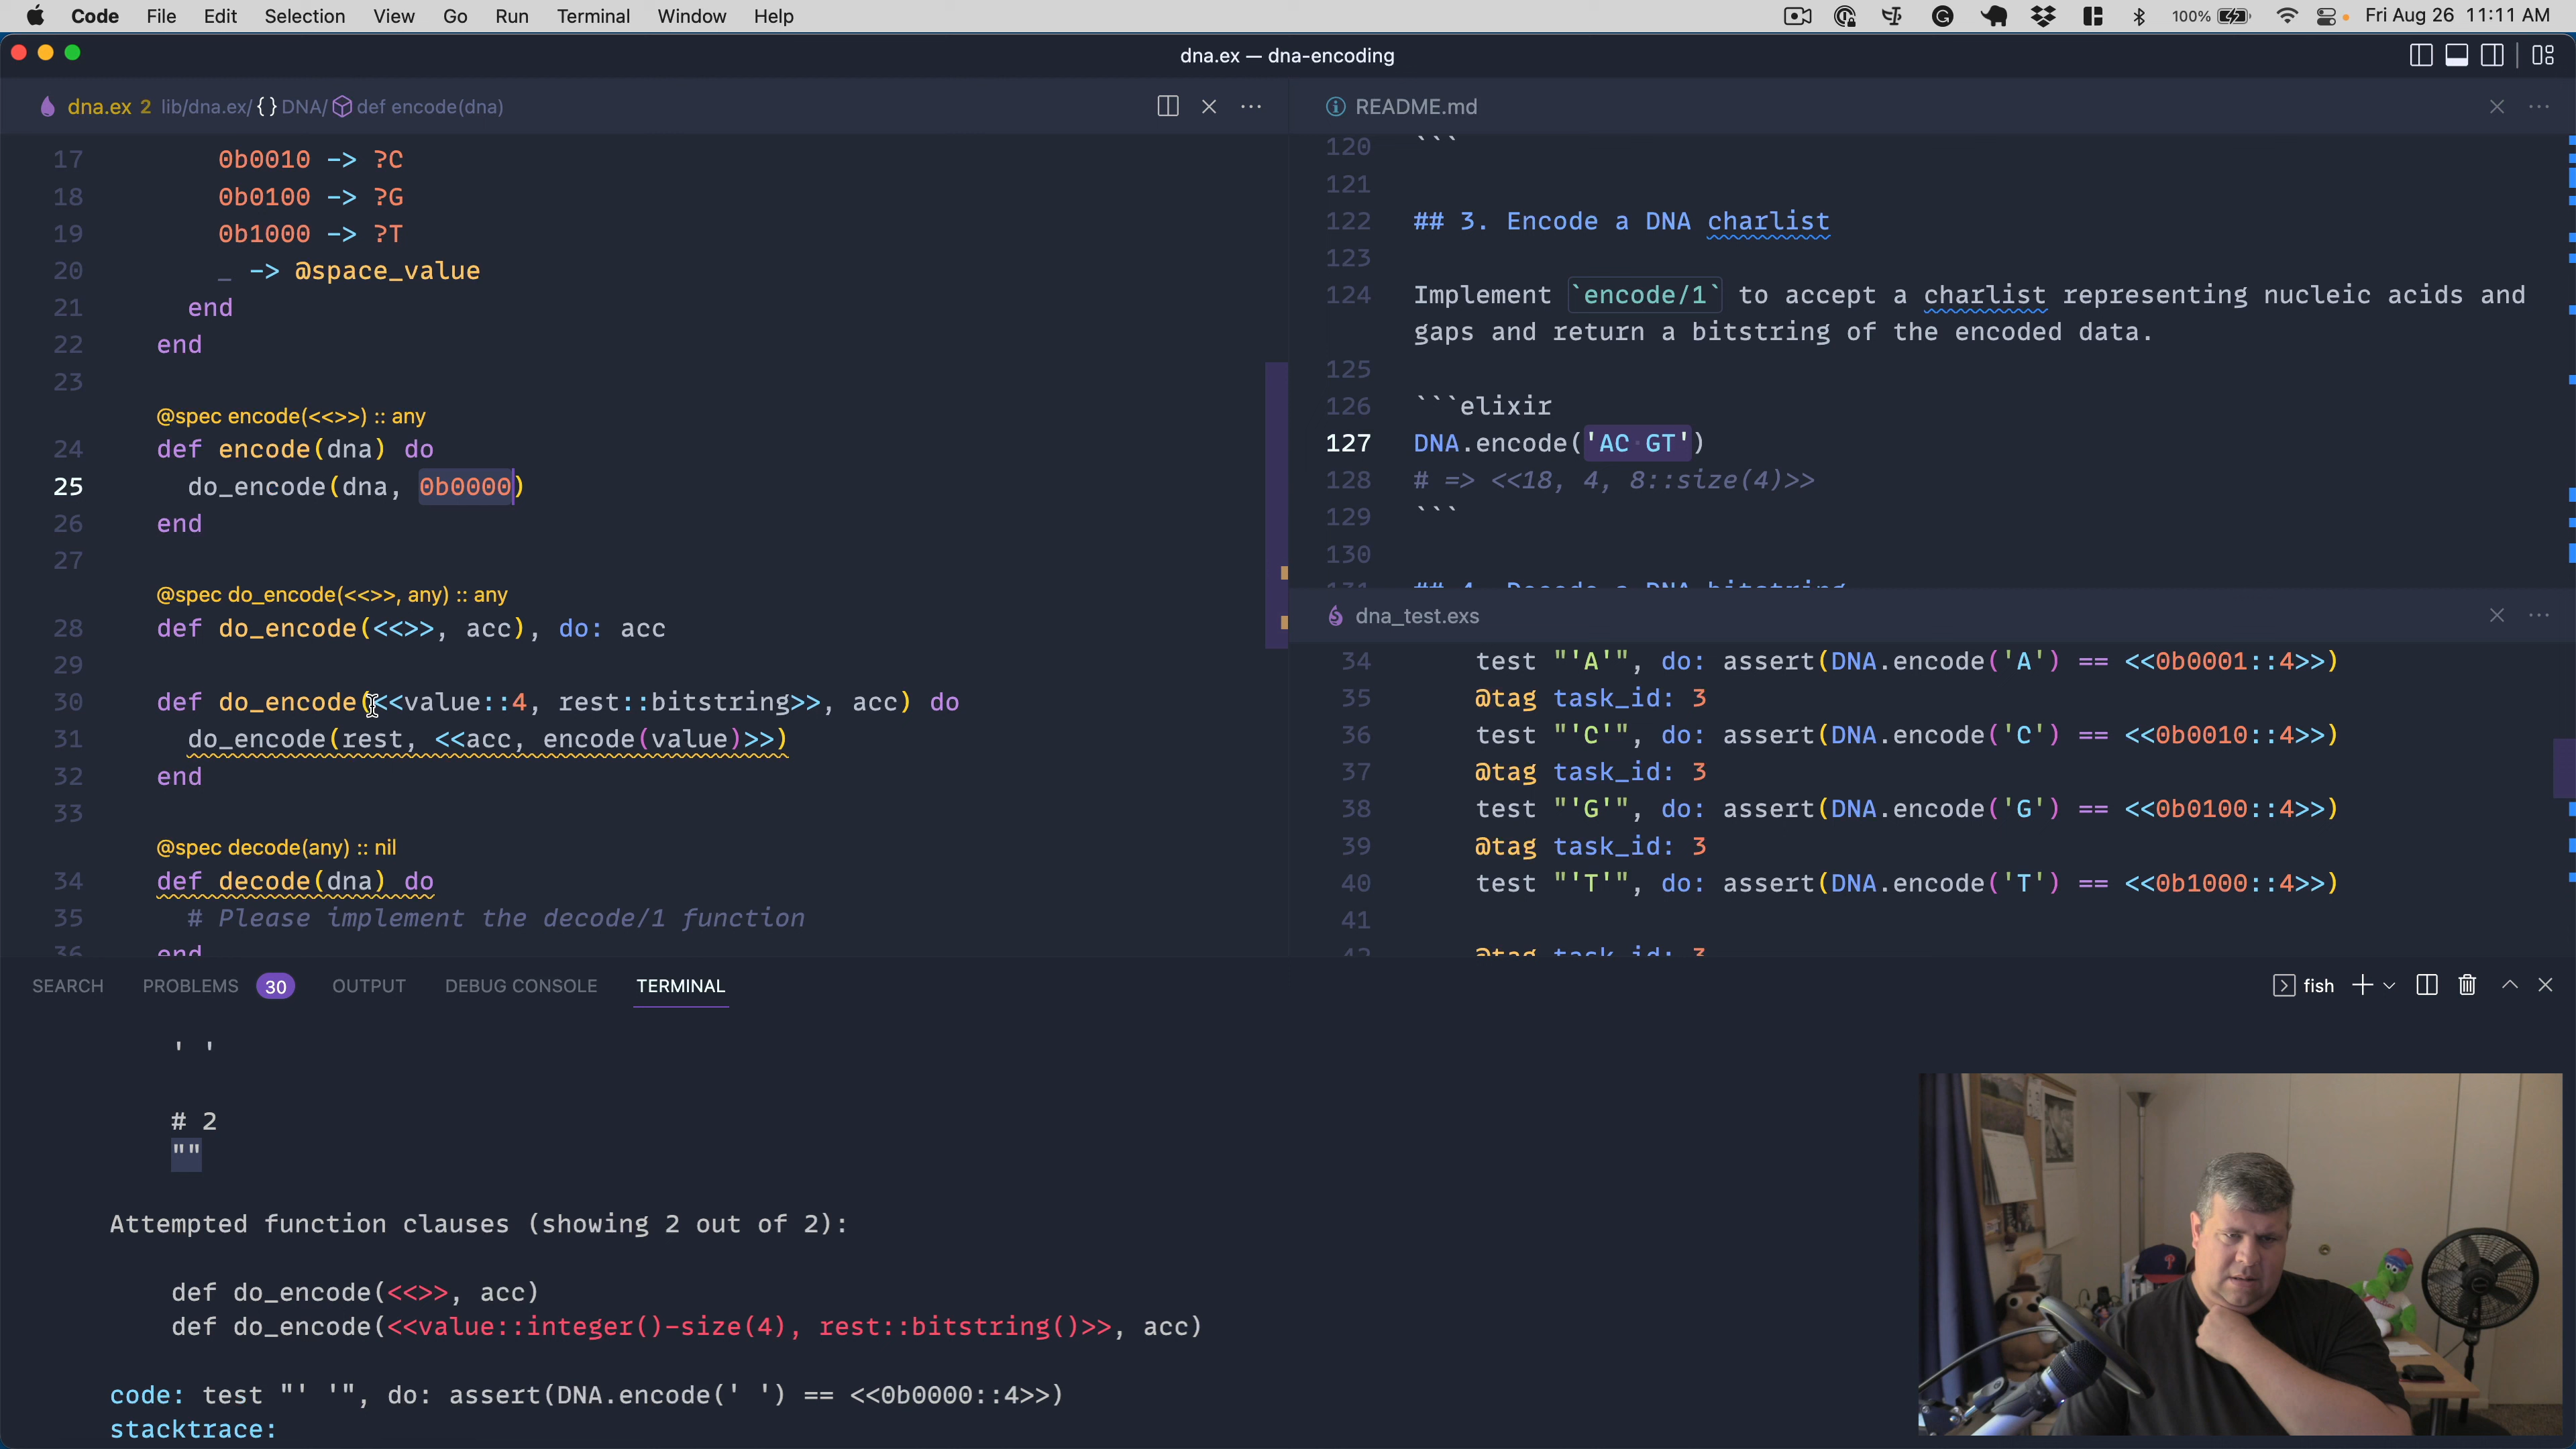 Code File Edit Selection View Go Run Terminal Window Help 100% Fri Aug 26 11:11 AM
dna.ex — dna-encoding
dna.ex 2 lib/dna.ex/ {} DNA/ def encode(dna)
17 0b0010 -> ?C
18 0b0100 -> ?G
19 0b1000 -> ?T
20 _ -> @space_value
21 end
22 end
23
@spec encode(<<>>) :: any
24 def encode(dna) do
25 do_encode(dna, 0b0000)
26 end
27
@spec do_encode(<<>>, any) :: any
28 def do_encode(<<>>, acc), do: acc
29
30 def do_encode(<<value::4, rest::bitstring>>, acc) do
31 do_encode(rest, <<acc, encode(value)>>)
32 end
33
@spec decode(any) :: nil
34 def decode(dna) do
35 # Please implement the decode/1 function
36 end
README.md
120 ```
121
122 ## 3. Encode a DNA charlist
123
124 Implement `encode/1` to accept a charlist representing nucleic acids and
gaps and return a bitstring of the encoded data.
125
126 ```elixir
127 DNA.encode('AC·GT')
128 # => <<18, 4, 8::size(4)>>
129 ```
130
131 ## 4. Decode a DNA bitstring
dna_test.exs
34 test "'A'", do: assert(DNA.encode('A') == <<0b0001::4>>)
35 @tag task_id: 3
36 test "'C'", do: assert(DNA.encode('C') == <<0b0010::4>>)
37 @tag task_id: 3
38 test "'G'", do: assert(DNA.encode('G') == <<0b0100::4>>)
39 @tag task_id: 3
40 test "'T'", do: assert(DNA.encode('T') == <<0b1000::4>>)
41
42 @tag task_id: 3
SEARCH PROBLEMS 30 OUTPUT DEBUG CONSOLE TERMINAL fish
' '
# 2
""
Attempted function clauses (showing 2 out of 2):
def do_encode(<<>>, acc)
def do_encode(<<value::integer()-size(4), rest::bitstring()>>, acc)
code: test "' '", do: assert(DNA.encode(' ') == <<0b0000::4>>)
stacktrace: